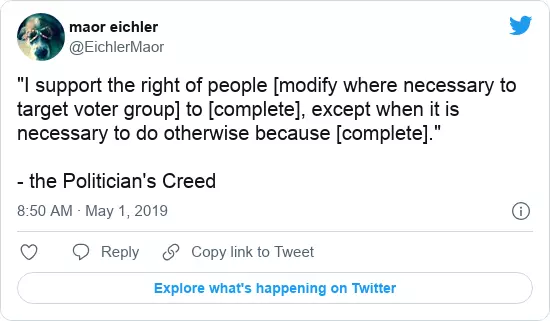 maor eichler
@EichlerMaor
"I support the right of people [modify where necessary to
target voter group] to [complete], except when it is
necessary to do otherwise because [complete]."
- the Politician's Creed
8:50 AM · May 1, 2019
Reply
Copy link to Tweet
Explore what's happening on Twitter